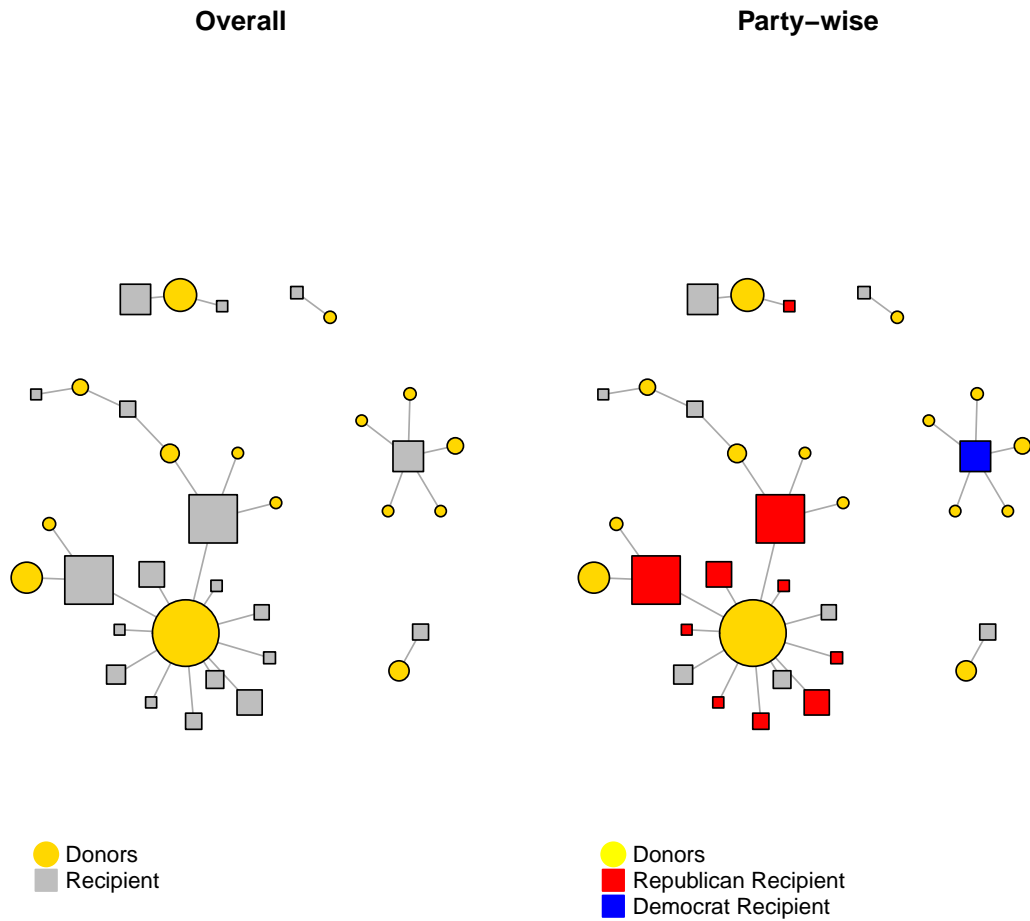 Overall
Party−wise
Donors
Recipient
Donors
Republican Recipient
Democrat Recipient